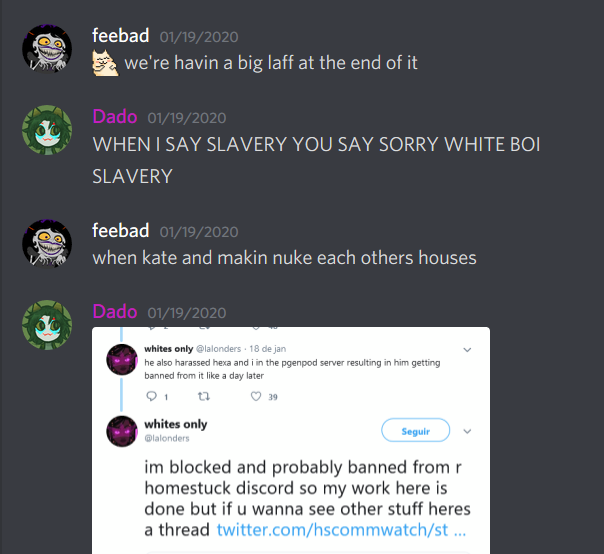 feebad 01/19/2020
we're havin a big laff at the end of it
Dado 01/19/2020
WHEN I SAY SLAVERY YOU SAY SORRY WHITE BOI
SLAVERY
feebad 01/19/2020
when kate and makin nuke each others houses
Dado 01/19/2020
whites only @lalonders · 18 de jan
he also harassed hexa and i in the pgenpod server resulting in him getting
banned from it like a day later
1 39
whites only
@lalonders
Seguir
im blocked and probably banned from r
homestuck discord so my work here is
done but if u wanna see other stuff heres
a thread twitter.com/hscommwatch/st ...